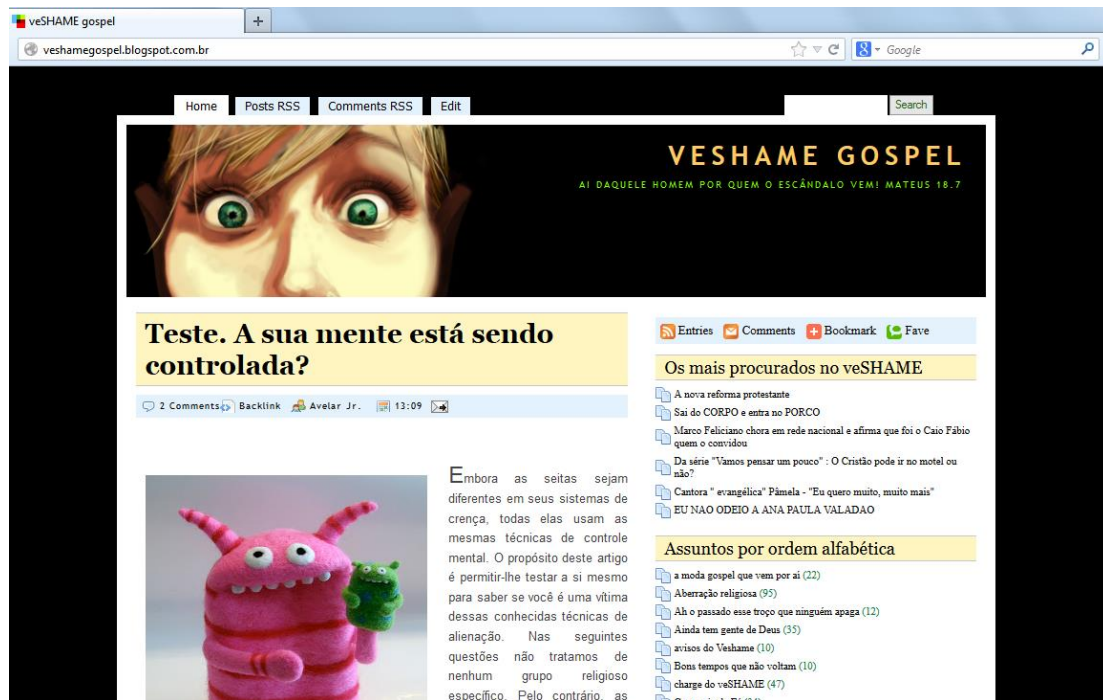 veSHAME gospel
veshamegospel.blogspot.com.br
Google
Home Posts RSS Comments RSS Edit
Search
VESHAME GOSPEL
AI DAQUELE HOMEM POR QUEM O ESCÂNDALO VEM! MATEUS 18.7
Teste. A sua mente está sendo
controlada?
2 Comments Backlink Avelar Jr. 13:09
Embora as seitas sejam
diferentes em seus sistemas de
crença, todas elas usam as
mesmas técnicas de controle
mental. O propósito deste artigo
é permitir-lhe testar a si mesmo
para saber se você é uma vítima
dessas conhecidas técnicas de
alienação. Nas seguintes
questões não tratamos de
nenhum grupo religioso
específico. Pelo contrário, as
Entries Comments Bookmark Fave
Os mais procurados no veSHAME
A nova reforma protestante
Sai do CORPO e entra no PORCO
Marco Feliciano chora em rede nacional e afirma que foi o Caio Fábio
quem o convidou
Da série "Vamos pensar um pouco" : O Cristão pode ir no motel ou
não?
Cantora " evangélica" Pâmela - "Eu quero muito, muito mais"
EU NAO ODEIO A ANA PAULA VALADAO
Assuntos por ordem alfabética
a moda gospel que vem por ai (22)
Aberração religiosa (95)
Ah o passado esse troço que ninguém apaga (12)
Ainda tem gente de Deus (35)
avisos do Veshame (10)
Bons tempos que não voltam (10)
charge do veSHAME (47)